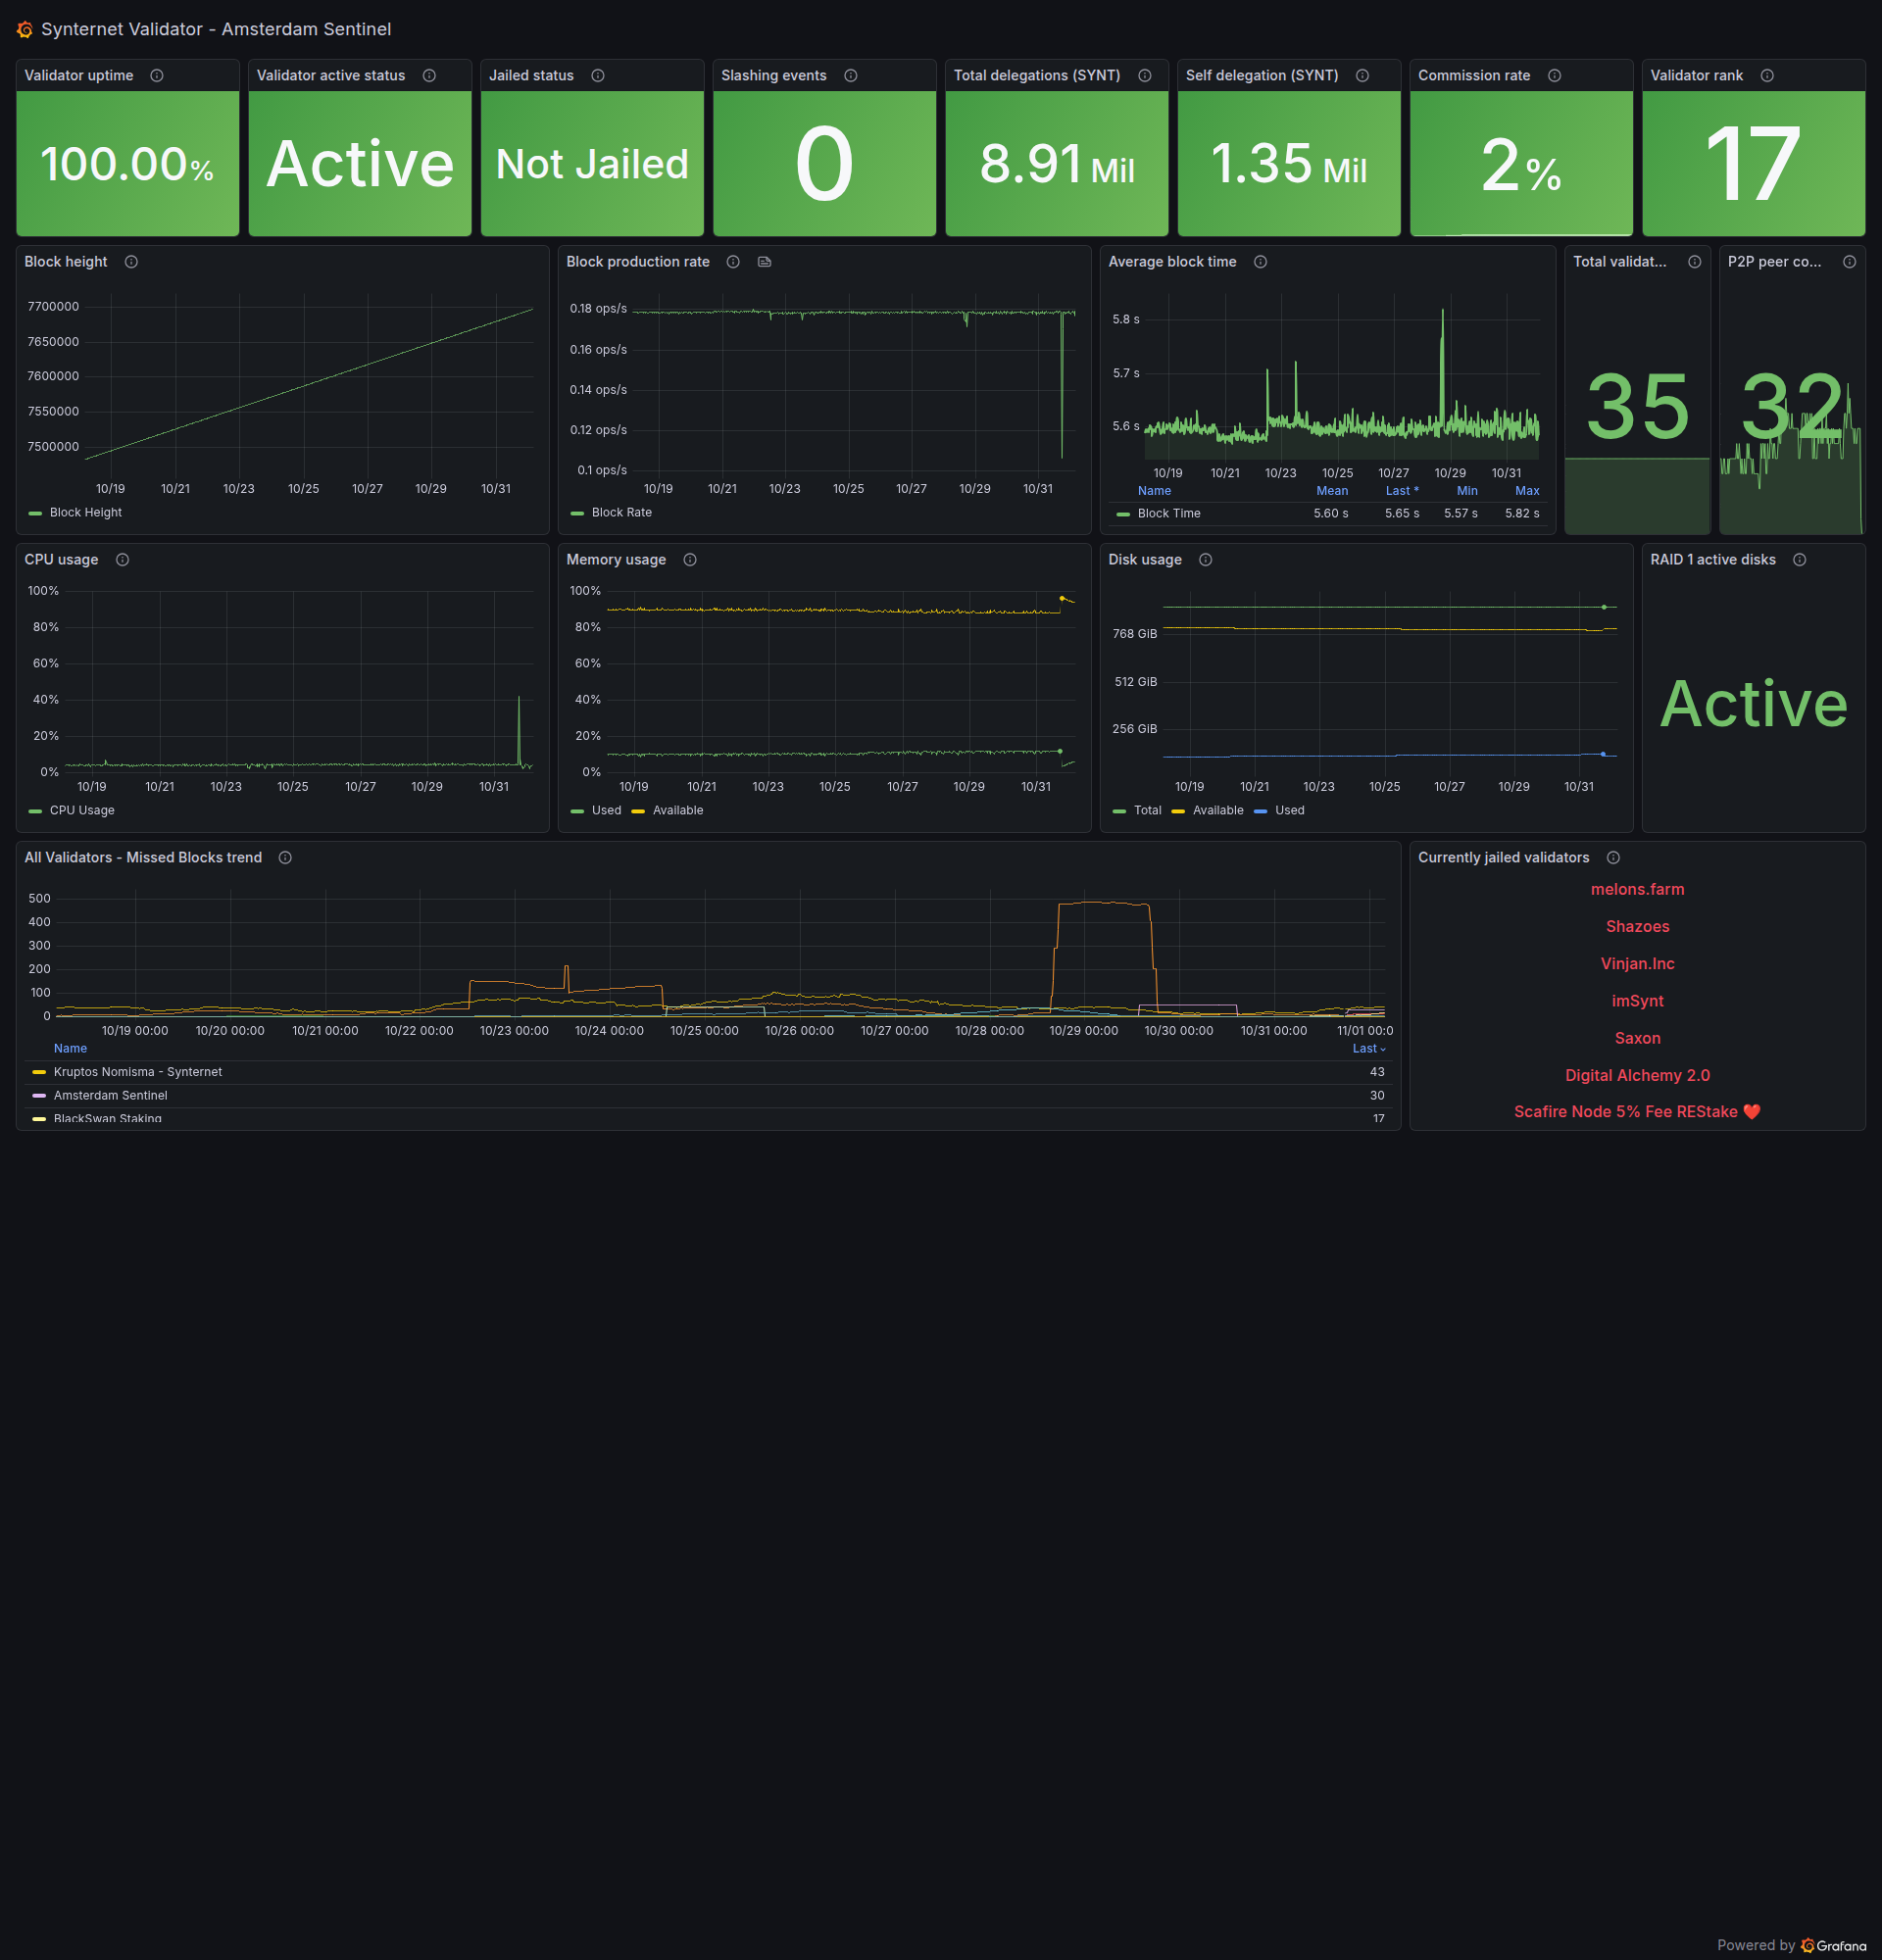 Synternet Validator - Amsterdam Sentinel
Validator uptime
100.00%
Validator active status
Active
Jailed status
Not Jailed
Slashing events
0
Total delegations (SYNT)
8.91 Mil
Self delegation (SYNT)
1.35 Mil
Commission rate
2%
Validator rank
17
Block height
7700000
7650000
7600000
7550000
7500000
10/19 10/21 10/23 10/25 10/27 10/29 10/31
Block Height
Block production rate
0.18 ops/s
0.16 ops/s
0.14 ops/s
0.12 ops/s
0.1 ops/s
10/19 10/21 10/23 10/25 10/27 10/29 10/31
Block Rate
Average block time
5.8 s
5.7 s
5.6 s
10/19 10/21 10/23 10/25 10/27 10/29 10/31
Name Mean Last * Min Max
Block Time 5.60 s 5.65 s 5.57 s 5.82 s
Total validat...
35
P2P peer co...
32
CPU usage
100%
80%
60%
40%
20%
0%
10/19 10/21 10/23 10/25 10/27 10/29 10/31
CPU Usage
Memory usage
100%
80%
60%
40%
20%
0%
10/19 10/21 10/23 10/25 10/27 10/29 10/31
Used Available
Disk usage
768 GiB
512 GiB
256 GiB
10/19 10/21 10/23 10/25 10/27 10/29 10/31
Total Available Used
RAID 1 active disks
Active
All Validators - Missed Blocks trend
500
400
300
200
100
0
10/19 00:00 10/20 00:00 10/21 00:00 10/22 00:00 10/23 00:00 10/24 00:00 10/25 00:00 10/26 00:00 10/27 00:00 10/28 00:00 10/29 00:00 10/30 00:00 10/31 00:00 11/01 00:0
Name Last
Kruptos Nomisma - Synternet 43
Amsterdam Sentinel 30
BlackSwan Staking 17
Currently jailed validators
melons.farm
Shazoes
Vinjan.Inc
imSynt
Saxon
Digital Alchemy 2.0
Scafire Node 5% Fee REStake ❤️
Powered by Grafana